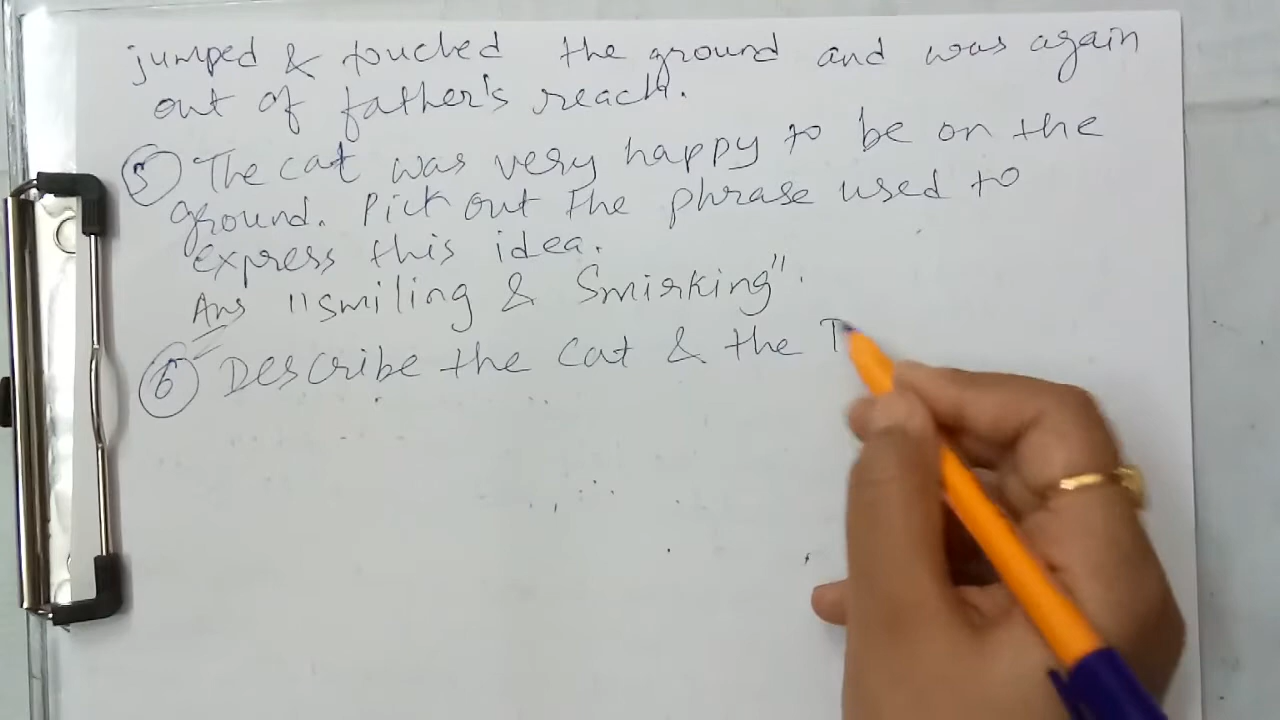 jumped & touched the ground and was again
out of father's reach.
5 The cat was very happy to be on the
ground. Pick out the phrase used to
express this idea.
Ans "Smiling & Smirking".
6 Describe the cat & the